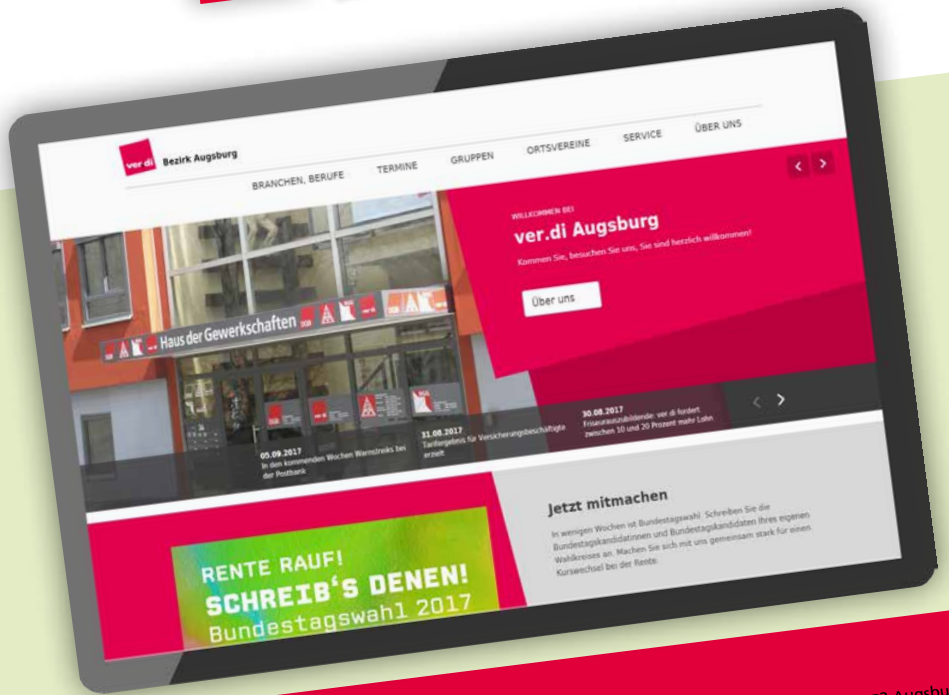 ver.di
Bezirk Augsburg
BRANCHEN, BERUFE
TERMINE
GRUPPEN
ORTSVEREINE
SERVICE
ÜBER UNS
WILLKOMMEN BEI
ver.di Augsburg
Kommen Sie, besuchen Sie uns, Sie sind herzlich willkommen!
Über uns
Haus der Gewerkschaften
05.09.2017
In den kommenden Wochen Warnstreiks bei
der Postbank
31.08.2017
Tarifergebnis für Versicherungsbeschäftigte
erzielt
30.08.2017
Friseurauszubildende: ver.di fordert
zwischen 10 und 20 Prozent mehr Lohn
RENTE RAUF!
SCHREIB'S DENEN!
Bundestagswahl 2017
Jetzt mitmachen
In wenigen Wochen ist Bundestagswahl. Schreiben Sie die
Bundestagskandidatinnen und Bundestagskandidaten Ihres eigenen
Wahlkreises an. Machen Sie sich mit uns gemeinsam stark für einen
Kurswechsel bei der Rente.